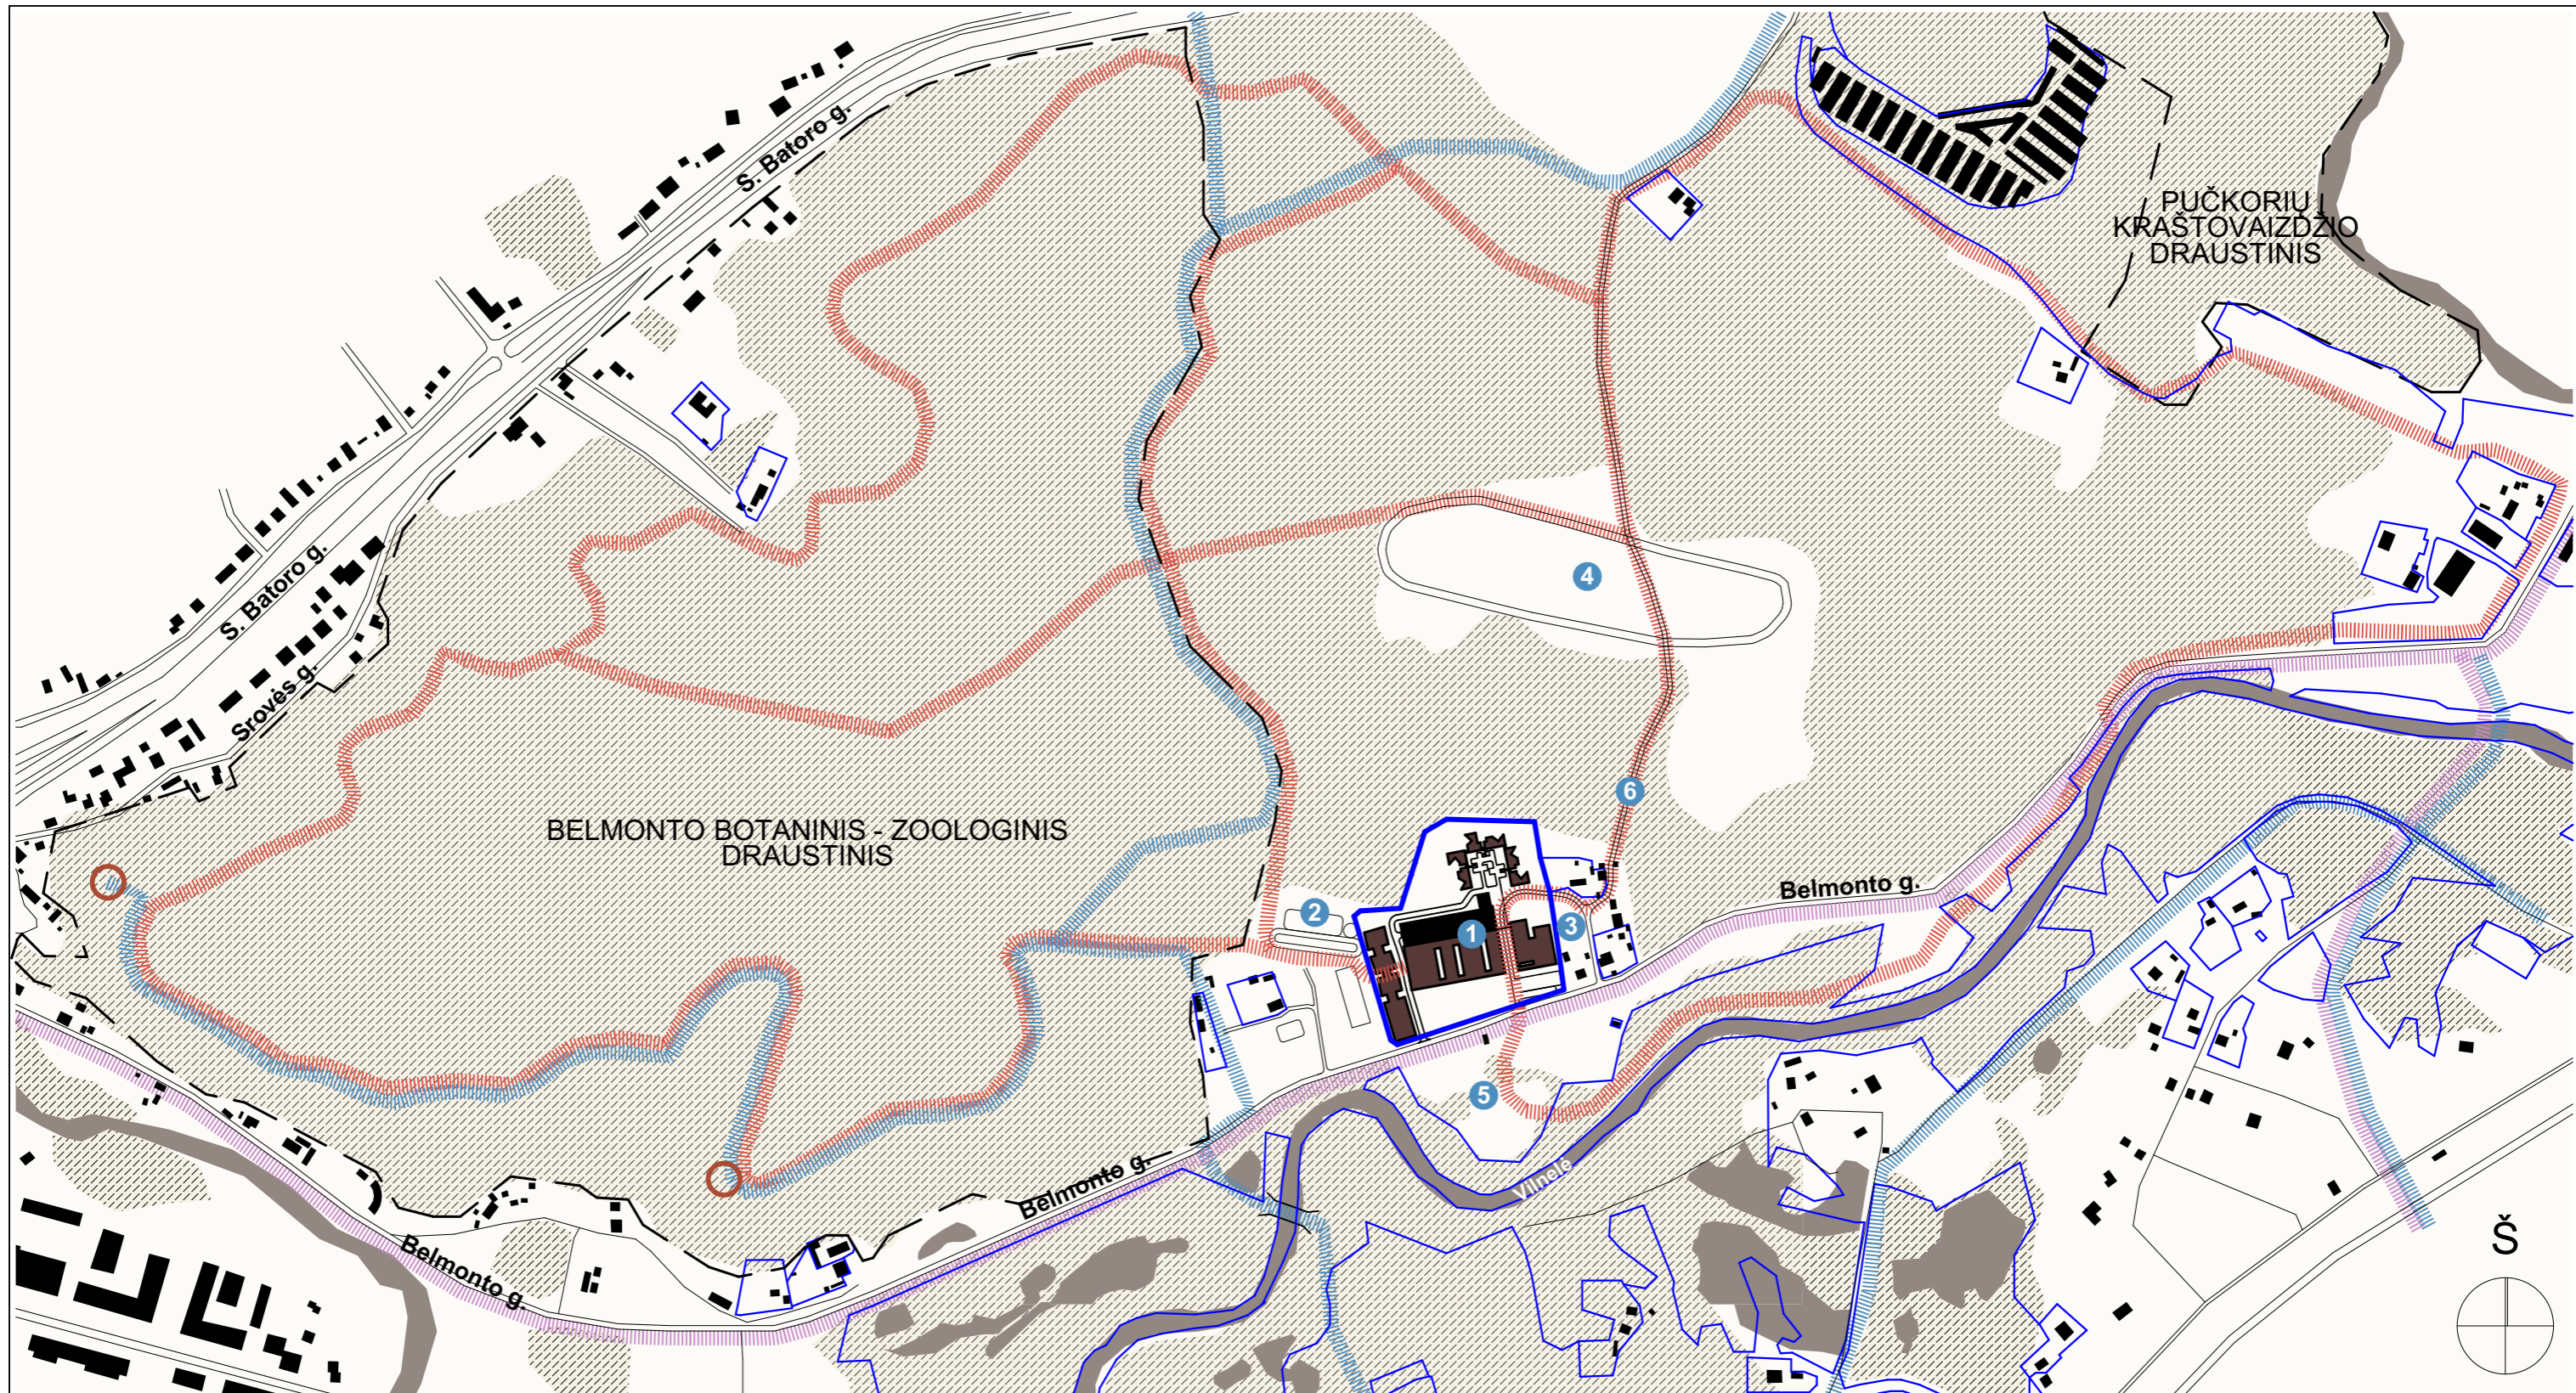 S. Batoro g.
PUČKORIŲ
KRAŠTOVAIZDŽIO
DRAUSTINIS
S. Batoro g.
4
Srovės g.
6
BELMONTO BOTANINIS - ZOOLOGINIS
DRAUSTINIS
Belmonto g.
2
3
1
5
Vilnelė
Belmonto g.
Belmonto g.
Š